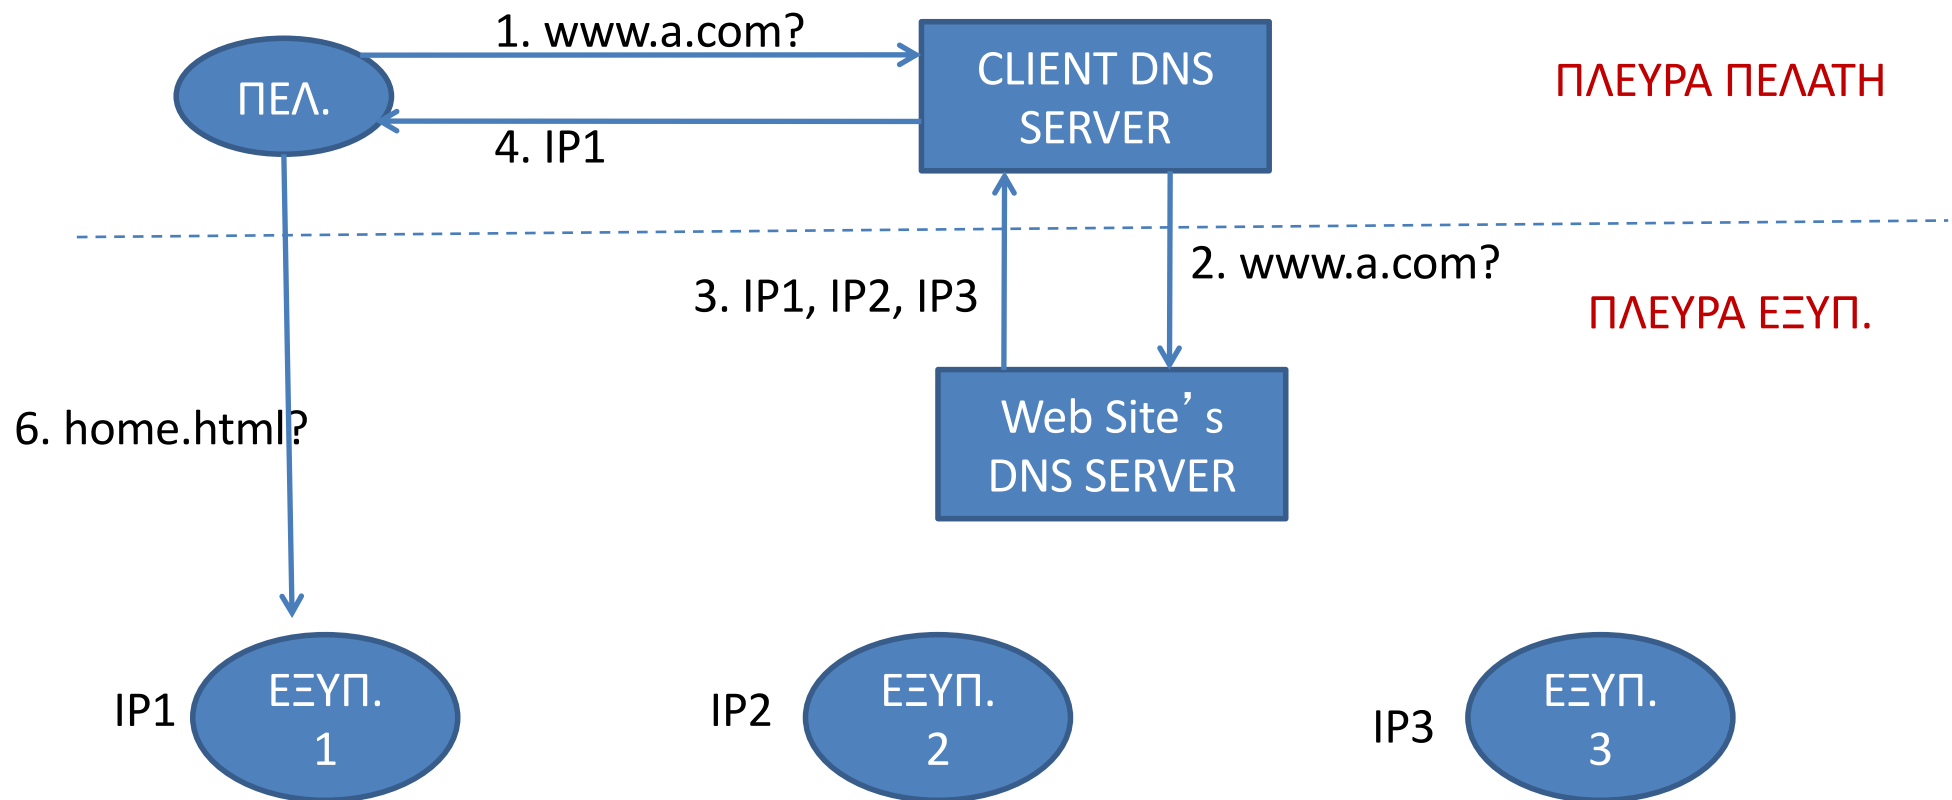 1. www.a.com?
CLIENT DNS
SERVER
ΠΛΕΥΡΑ ΠΕΛΑΤΗ
ΠΕΛ.
4. IP1
2. www.a.com?
3. IP1, IP2, IP3
ΠΛΕΥΡΑ ΕΞΥΠ.
Web Site’s
DNS SERVER
6. home.html?
IP1
ΕΞΥΠ.
1
IP2
ΕΞΥΠ.
2
IP3
ΕΞΥΠ.
3